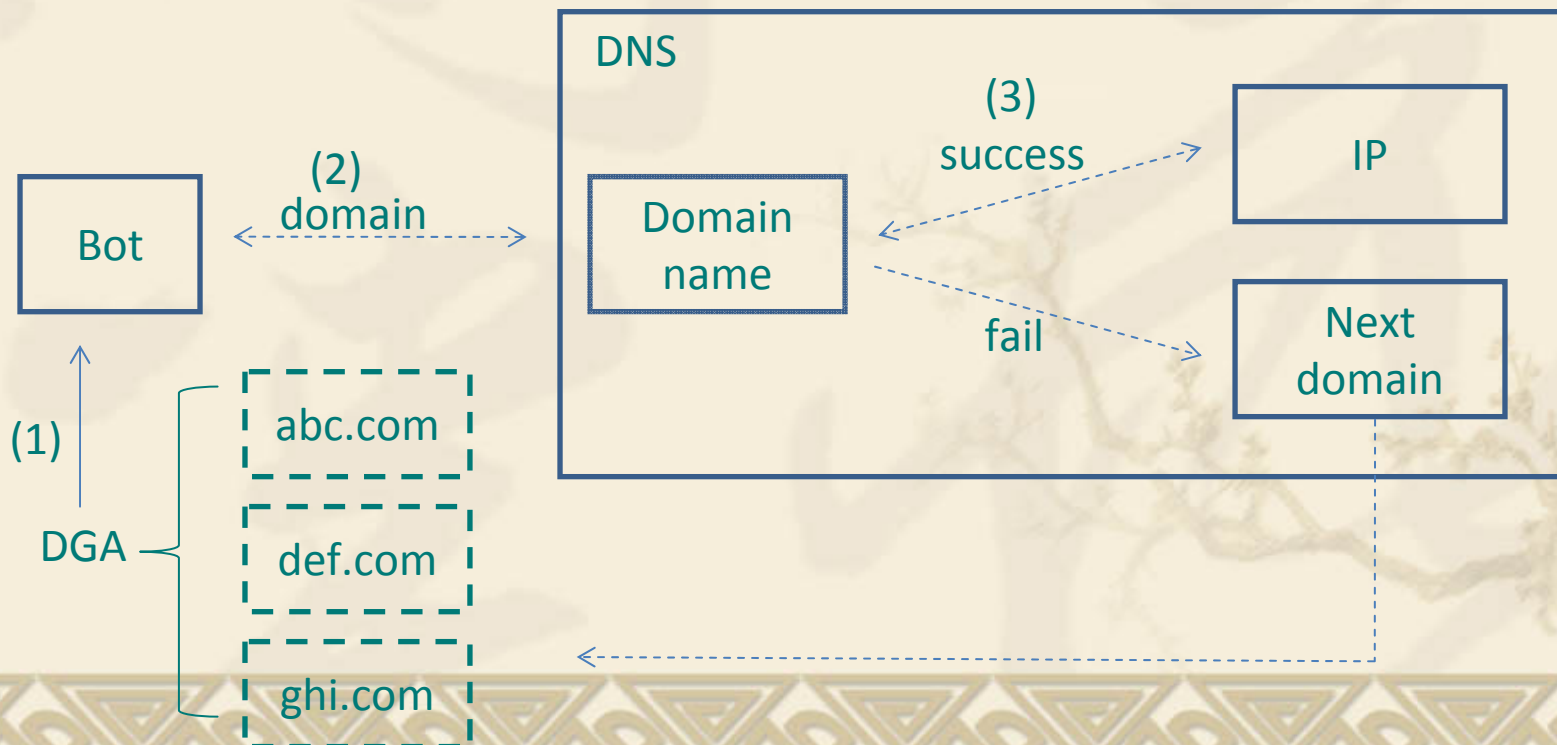 DNS
(3)
success
IP
(2)
domain
Bot
Domain
name
fail
Next
domain
(1)
DGA
abc.com
def.com
ghi.com